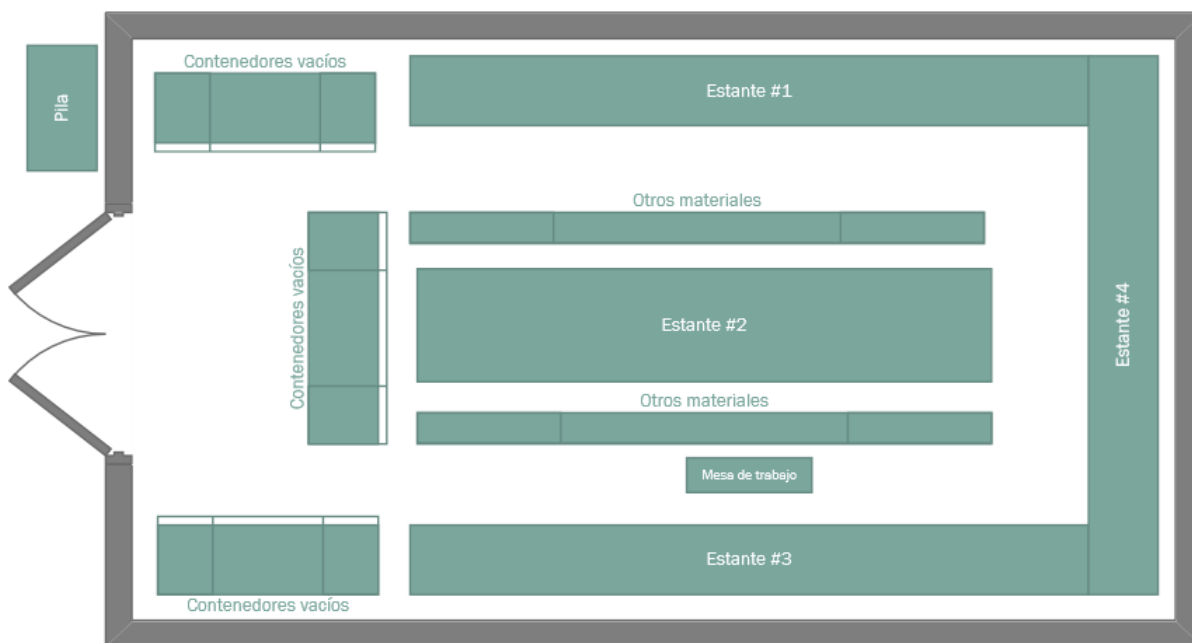 Contenedores vacíos
Pila
Estante #1
Otros materiales
Contenedores vacíos
Estante #2
Estante #4
Otros materiales
Mesa de trabajo
Estante #3
Contenedores vacíos